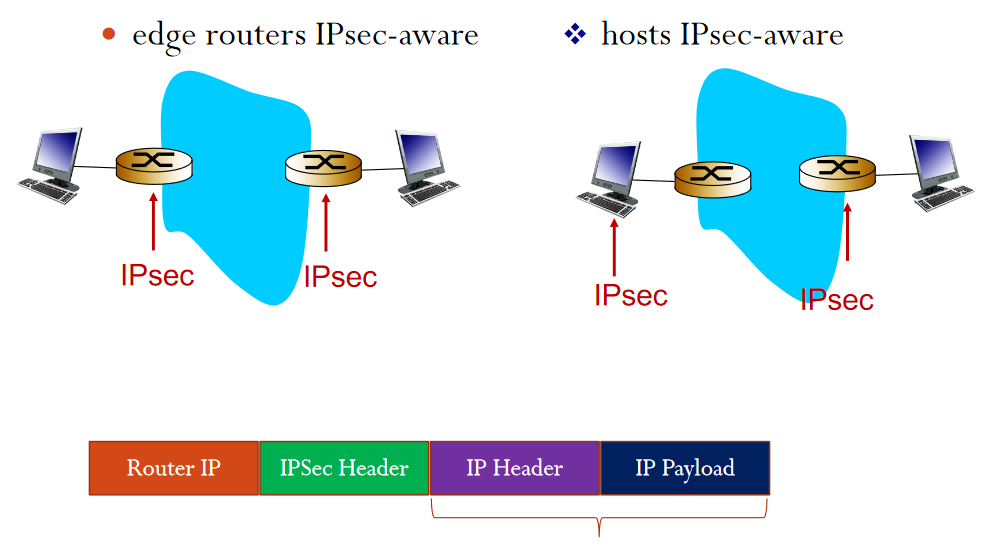 edge routers IPsec-aware
hosts IPsec-aware
IPsec
IPsec
IPsec
IPsec
Router IP
IPSec Header
IP Header
IP Payload